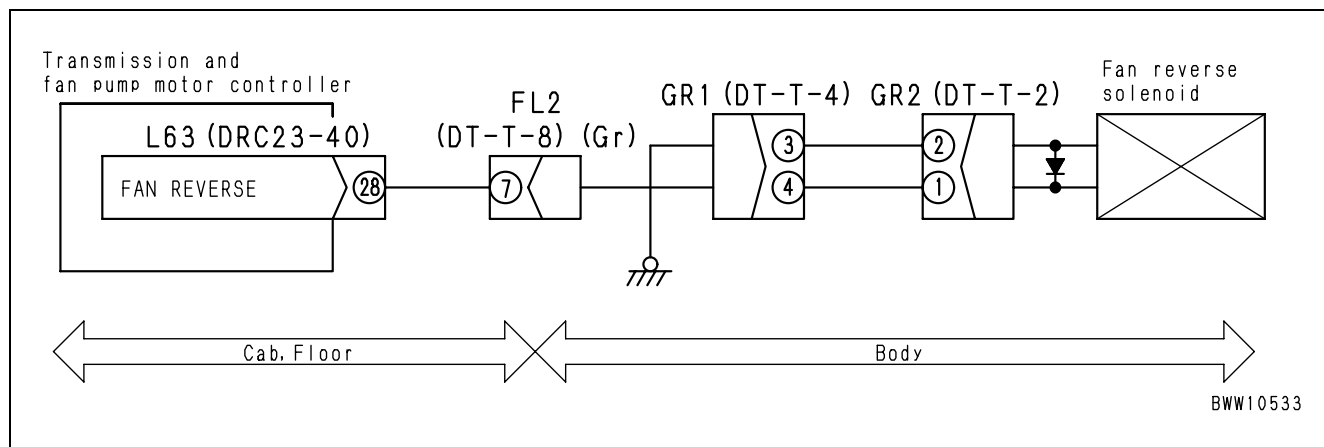 Transmission and
fan pump motor controller
L63 (DRC23-40)
FAN REVERSE
28
FL2
(DT-T-8) (Gr)
7
GR1 (DT-T-4)
3
4
GR2 (DT-T-2)
2
1
Fan reverse
solenoid
Cab, Floor
Body
BWW10533